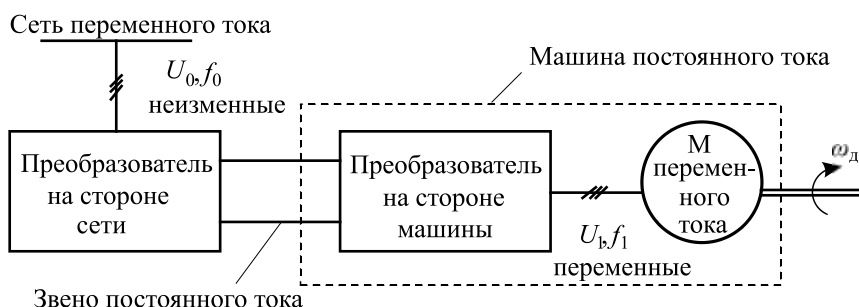 Сеть переменного тока
U₀,f₀
неизменные
Машина постоянного тока
Преобразователь
на стороне
сети
Преобразователь
на стороне
машины
М
перемен-
ного
тока
ωд
U₁,f₁
переменные
Звено постоянного тока